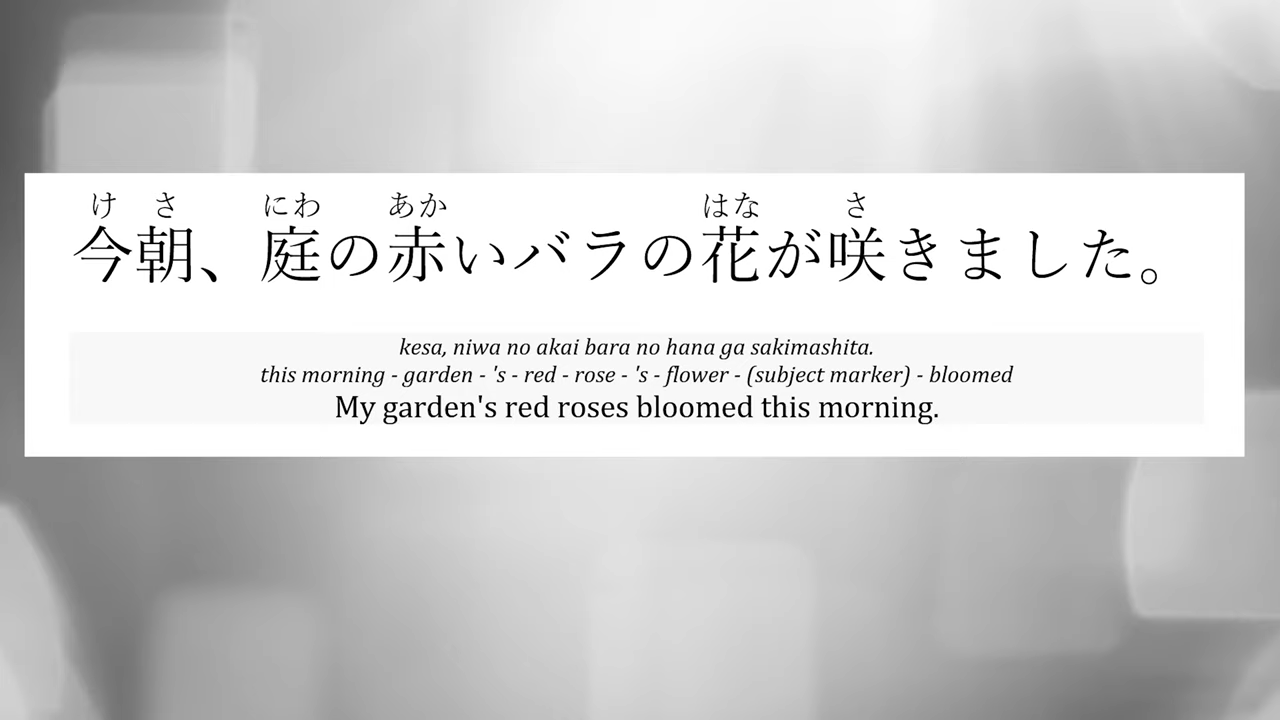 け さ にわ あか はな さ
今朝、庭の赤いバラの花が咲きました。
kesa, niwa no akai bara no hana ga sakimashita.
this morning - garden - 's - red - rose - 's - flower - (subject marker) - bloomed
My garden's red roses bloomed this morning.